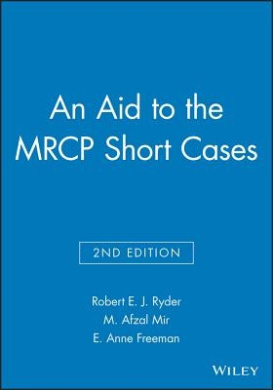 An Aid to the
MRCP Short Cases
2ND EDITION
Robert E. J. Ryder
M. Afzal Mir
E. Anne Freeman
WILEY